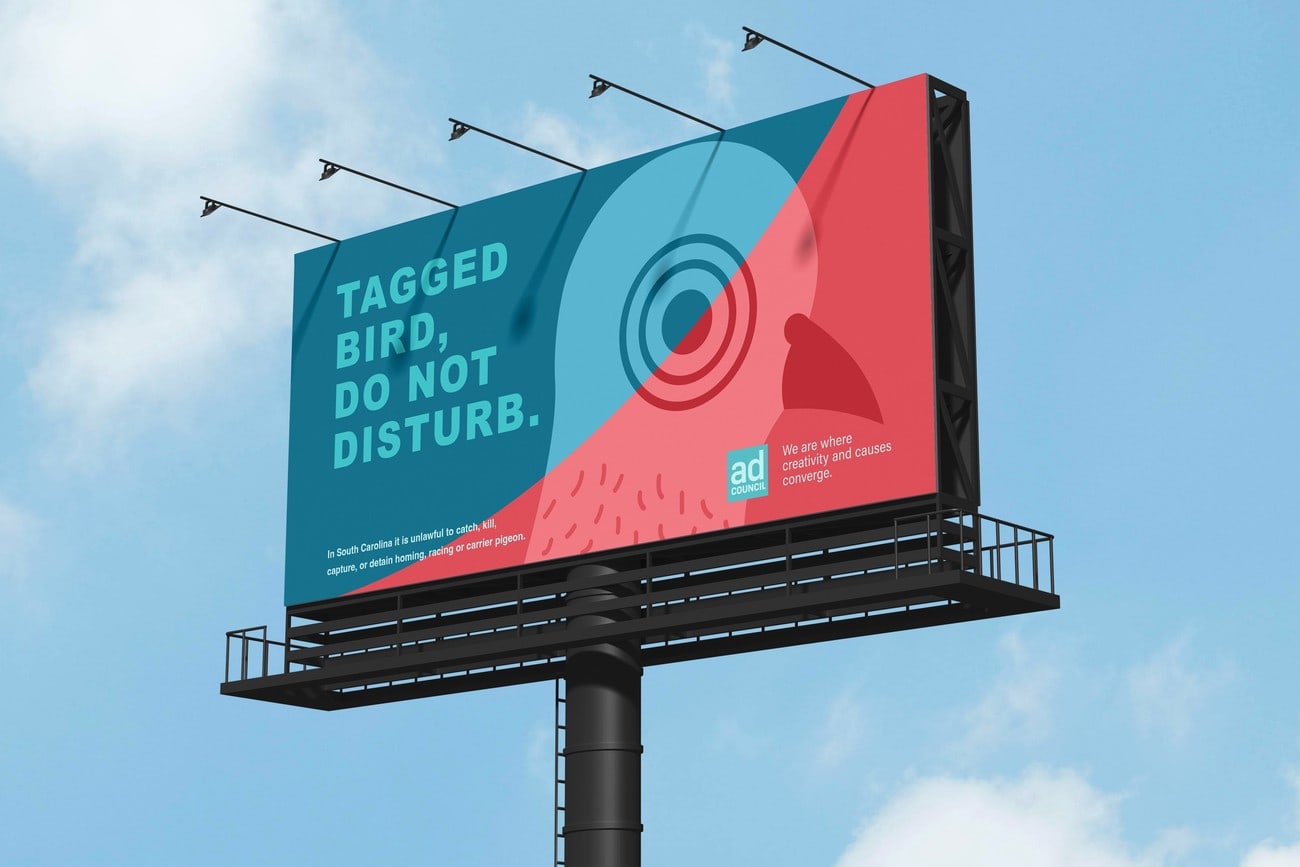 TAGGED
BIRD,
DO NOT
DISTURB.
In South Carolina it is unlawful to catch, kill,
capture, or detain homing, racing or carrier pigeon.
ad
COUNCIL
We are where
creativity and causes
converge.